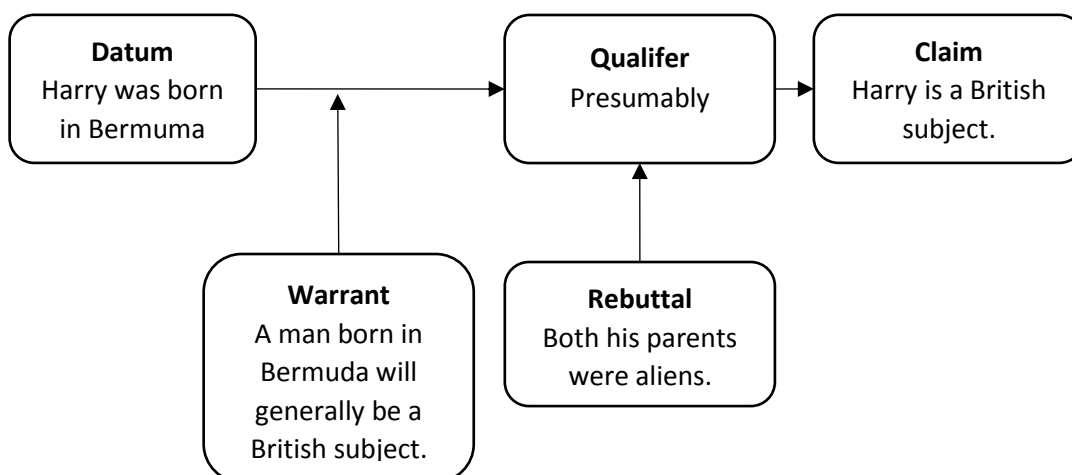 Datum
Harry was born
in Bermuma
Qualifer
Presumably
Claim
Harry is a British
subject.
Warrant
A man born in
Bermuda will
generally be a
British subject.
Rebuttal
Both his parents
were aliens.